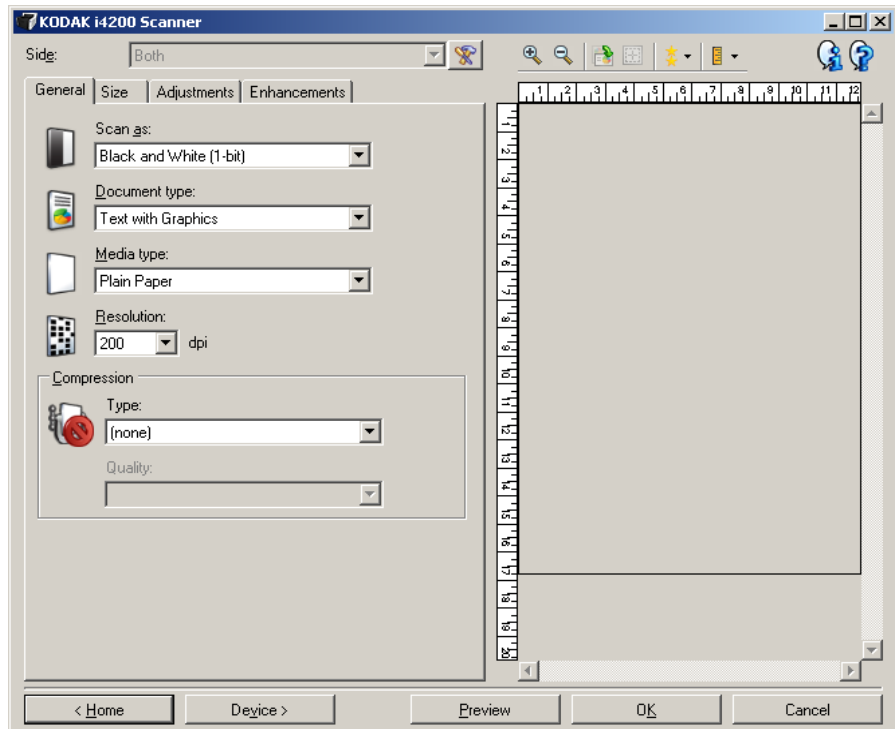 KODAK i4200 Scanner
Side: Both
General Size Adjustments Enhancements
Scan as:
Black and White (1-bit)
Document type:
Text with Graphics
Media type:
Plain Paper
Resolution:
200 dpi
Compression
Type:
(none)
Quality:
1 2 3 4 5 6 7 8 9 10 11 12
1
2
3
4
5
6
7
8
9
10
11
12
13
14
15
16
17
18
19
20
< Home Device > Preview OK Cancel